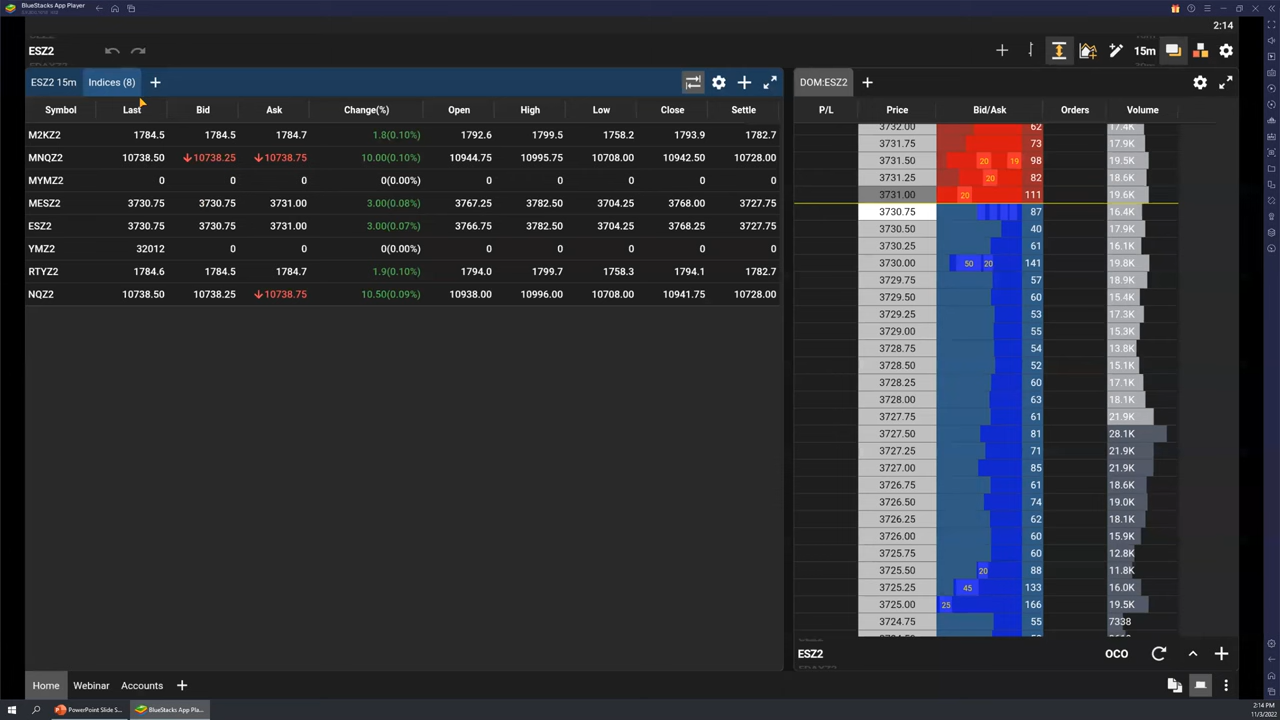 BlueStacks App Player
2:14
ESZ2
15m
ESZ2 15m Indices (8)
DOM:ESZ2
Symbol Last Bid Ask Change(%) Open High Low Close Settle
M2KZ2 1784.5 1784.5 1784.7 1.8(0.10%) 1792.6 1799.5 1758.2 1793.9 1782.7
MNQZ2 10738.50 10738.25 10738.75 10.00(0.10%) 10944.75 10995.75 10708.00 10942.50 10728.00
MYMZ2 0 0 0 0(0.00%) 0 0 0 0 0
MESZ2 3730.75 3730.75 3731.00 3.00(0.08%) 3767.25 3782.50 3704.25 3768.00 3727.75
ESZ2 3730.75 3730.75 3731.00 3.00(0.07%) 3766.75 3782.50 3704.25 3768.25 3727.75
YMZ2 32012 0 0 0(0.00%) 0 0 0 0 0
RTYZ2 1784.6 1784.5 1784.7 1.9(0.10%) 1794.0 1799.7 1758.3 1794.1 1782.7
NQZ2 10738.50 10738.25 10738.75 10.50(0.09%) 10938.00 10996.00 10708.00 10941.75 10728.00
P/L Price Bid/Ask Orders Volume
3732.00 62 17.4K
3731.75 73 17.9K
3731.50 20 19 98 19.5K
3731.25 20 82 18.6K
3731.00 20 111 19.6K
3730.75 87 16.4K
3730.50 40 17.9K
3730.25 61 16.1K
3730.00 50 20 141 19.8K
3729.75 57 18.9K
3729.50 60 15.4K
3729.25 53 17.3K
3729.00 55 15.3K
3728.75 54 13.8K
3728.50 52 15.1K
3728.25 60 17.1K
3728.00 63 18.1K
3727.75 61 21.9K
3727.50 81 28.1K
3727.25 71 21.9K
3727.00 85 21.9K
3726.75 61 18.6K
3726.50 74 19.0K
3726.25 62 18.1K
3726.00 60 15.9K
3725.75 60 12.8K
3725.50 20 88 11.8K
3725.25 45 133 16.0K
3725.00 25 166 19.5K
3724.75 55 7338
ESZ2 OCO
Home Webinar Accounts
PowerPoint Slide S... BlueStacks App Pla...
2:14 PM
11/3/2022